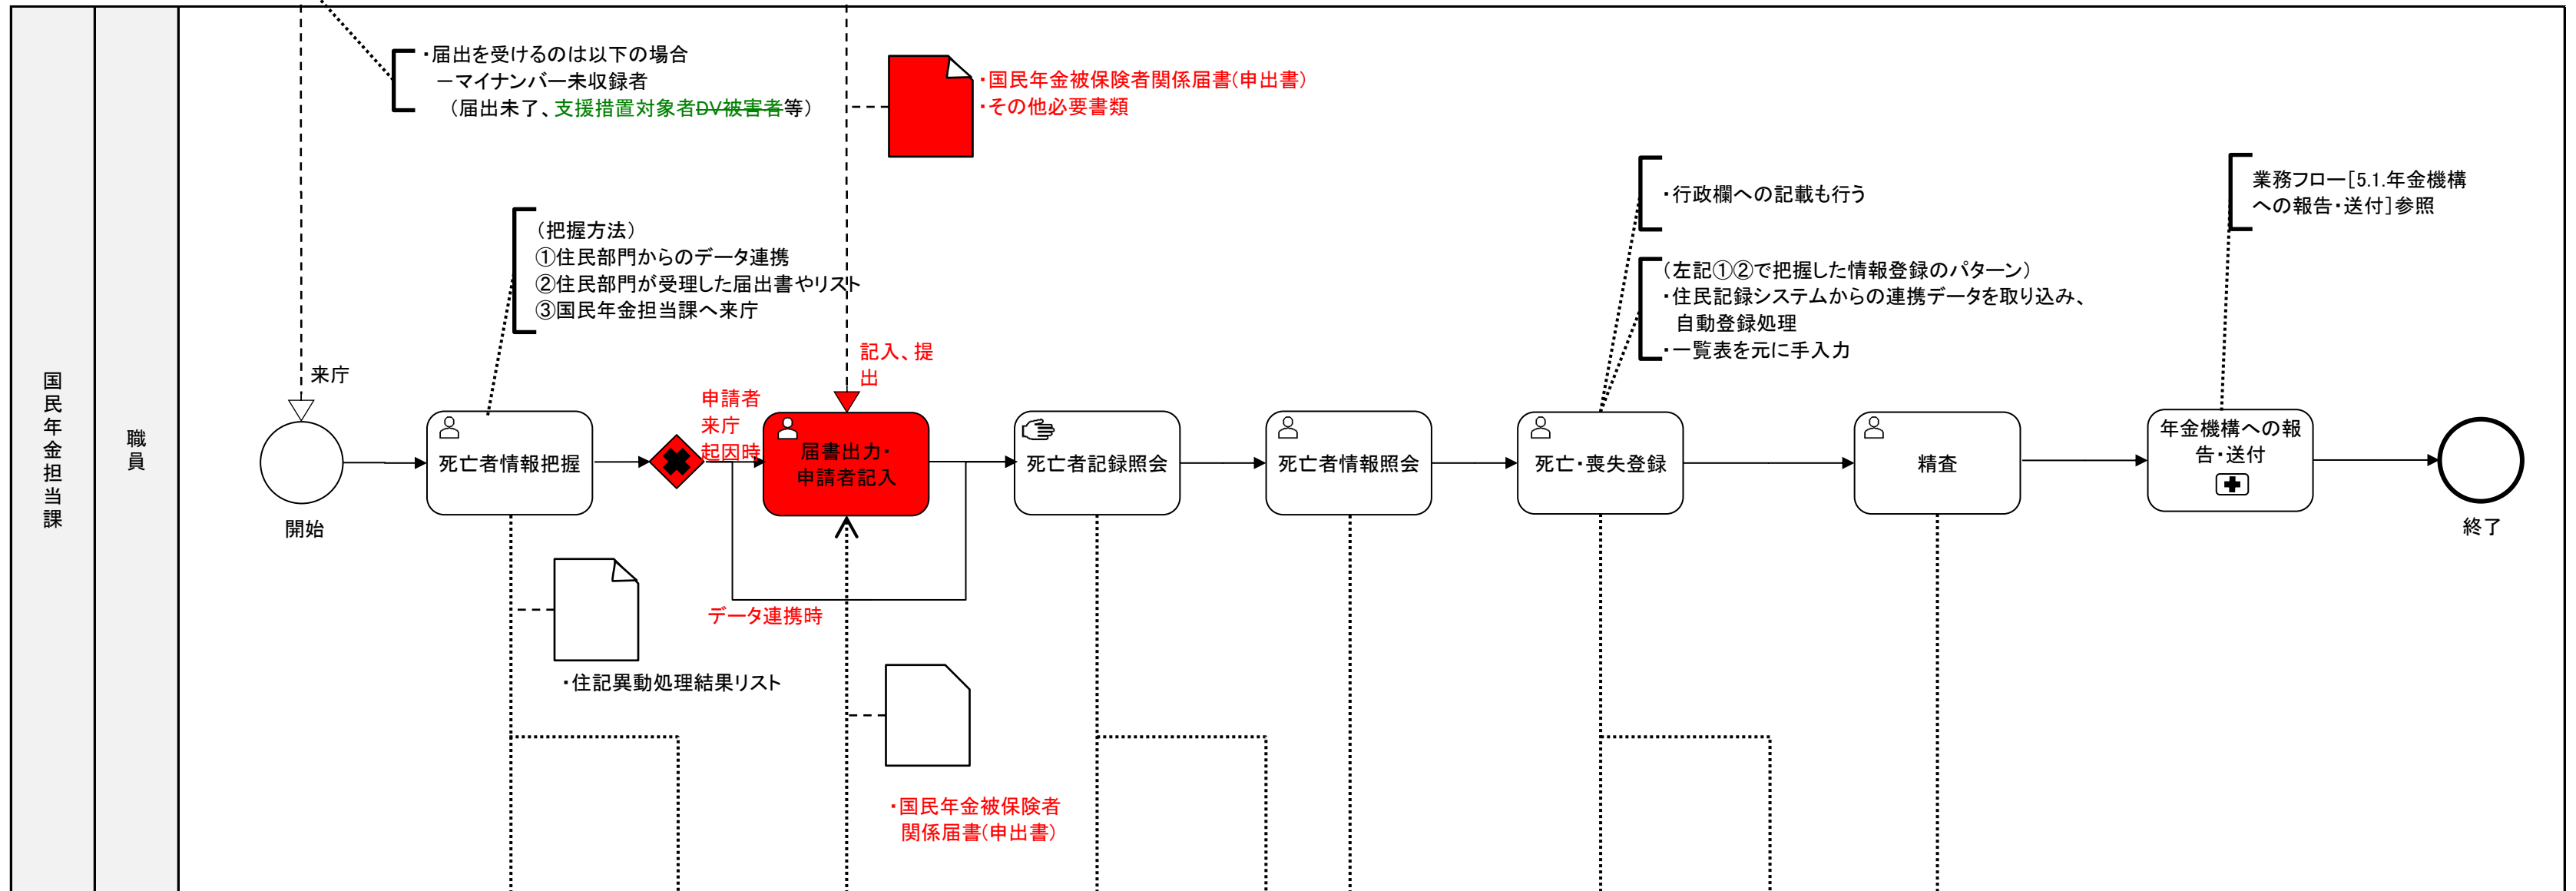 国民年金担当課
職員
・届出を受けるのは以下の場合
－マイナンバー未収録者
（届出未了、支援措置対象者DV被害者等）
・国民年金被保険者関係届書(申出書)
・その他必要書類
（把握方法）
①住民部門からのデータ連携
②住民部門が受理した届出書やリスト
③国民年金担当課へ来庁
・行政欄への記載も行う
（左記①②で把握した情報登録のパターン）
・住民記録システムからの連携データを取り込み、
自動登録処理
・一覧表を元に手入力
業務フロー[5.1.年金機構
への報告・送付]参照
来庁
開始
死亡者情報把握
申請者
来庁
起因時
記入、提
出
届書出力・
申請者記入
死亡者記録照会
死亡者情報照会
死亡・喪失登録
精査
年金機構への報
告・送付
終了
データ連携時
・住記異動処理結果リスト
・国民年金被保険者
関係届書(申出書)